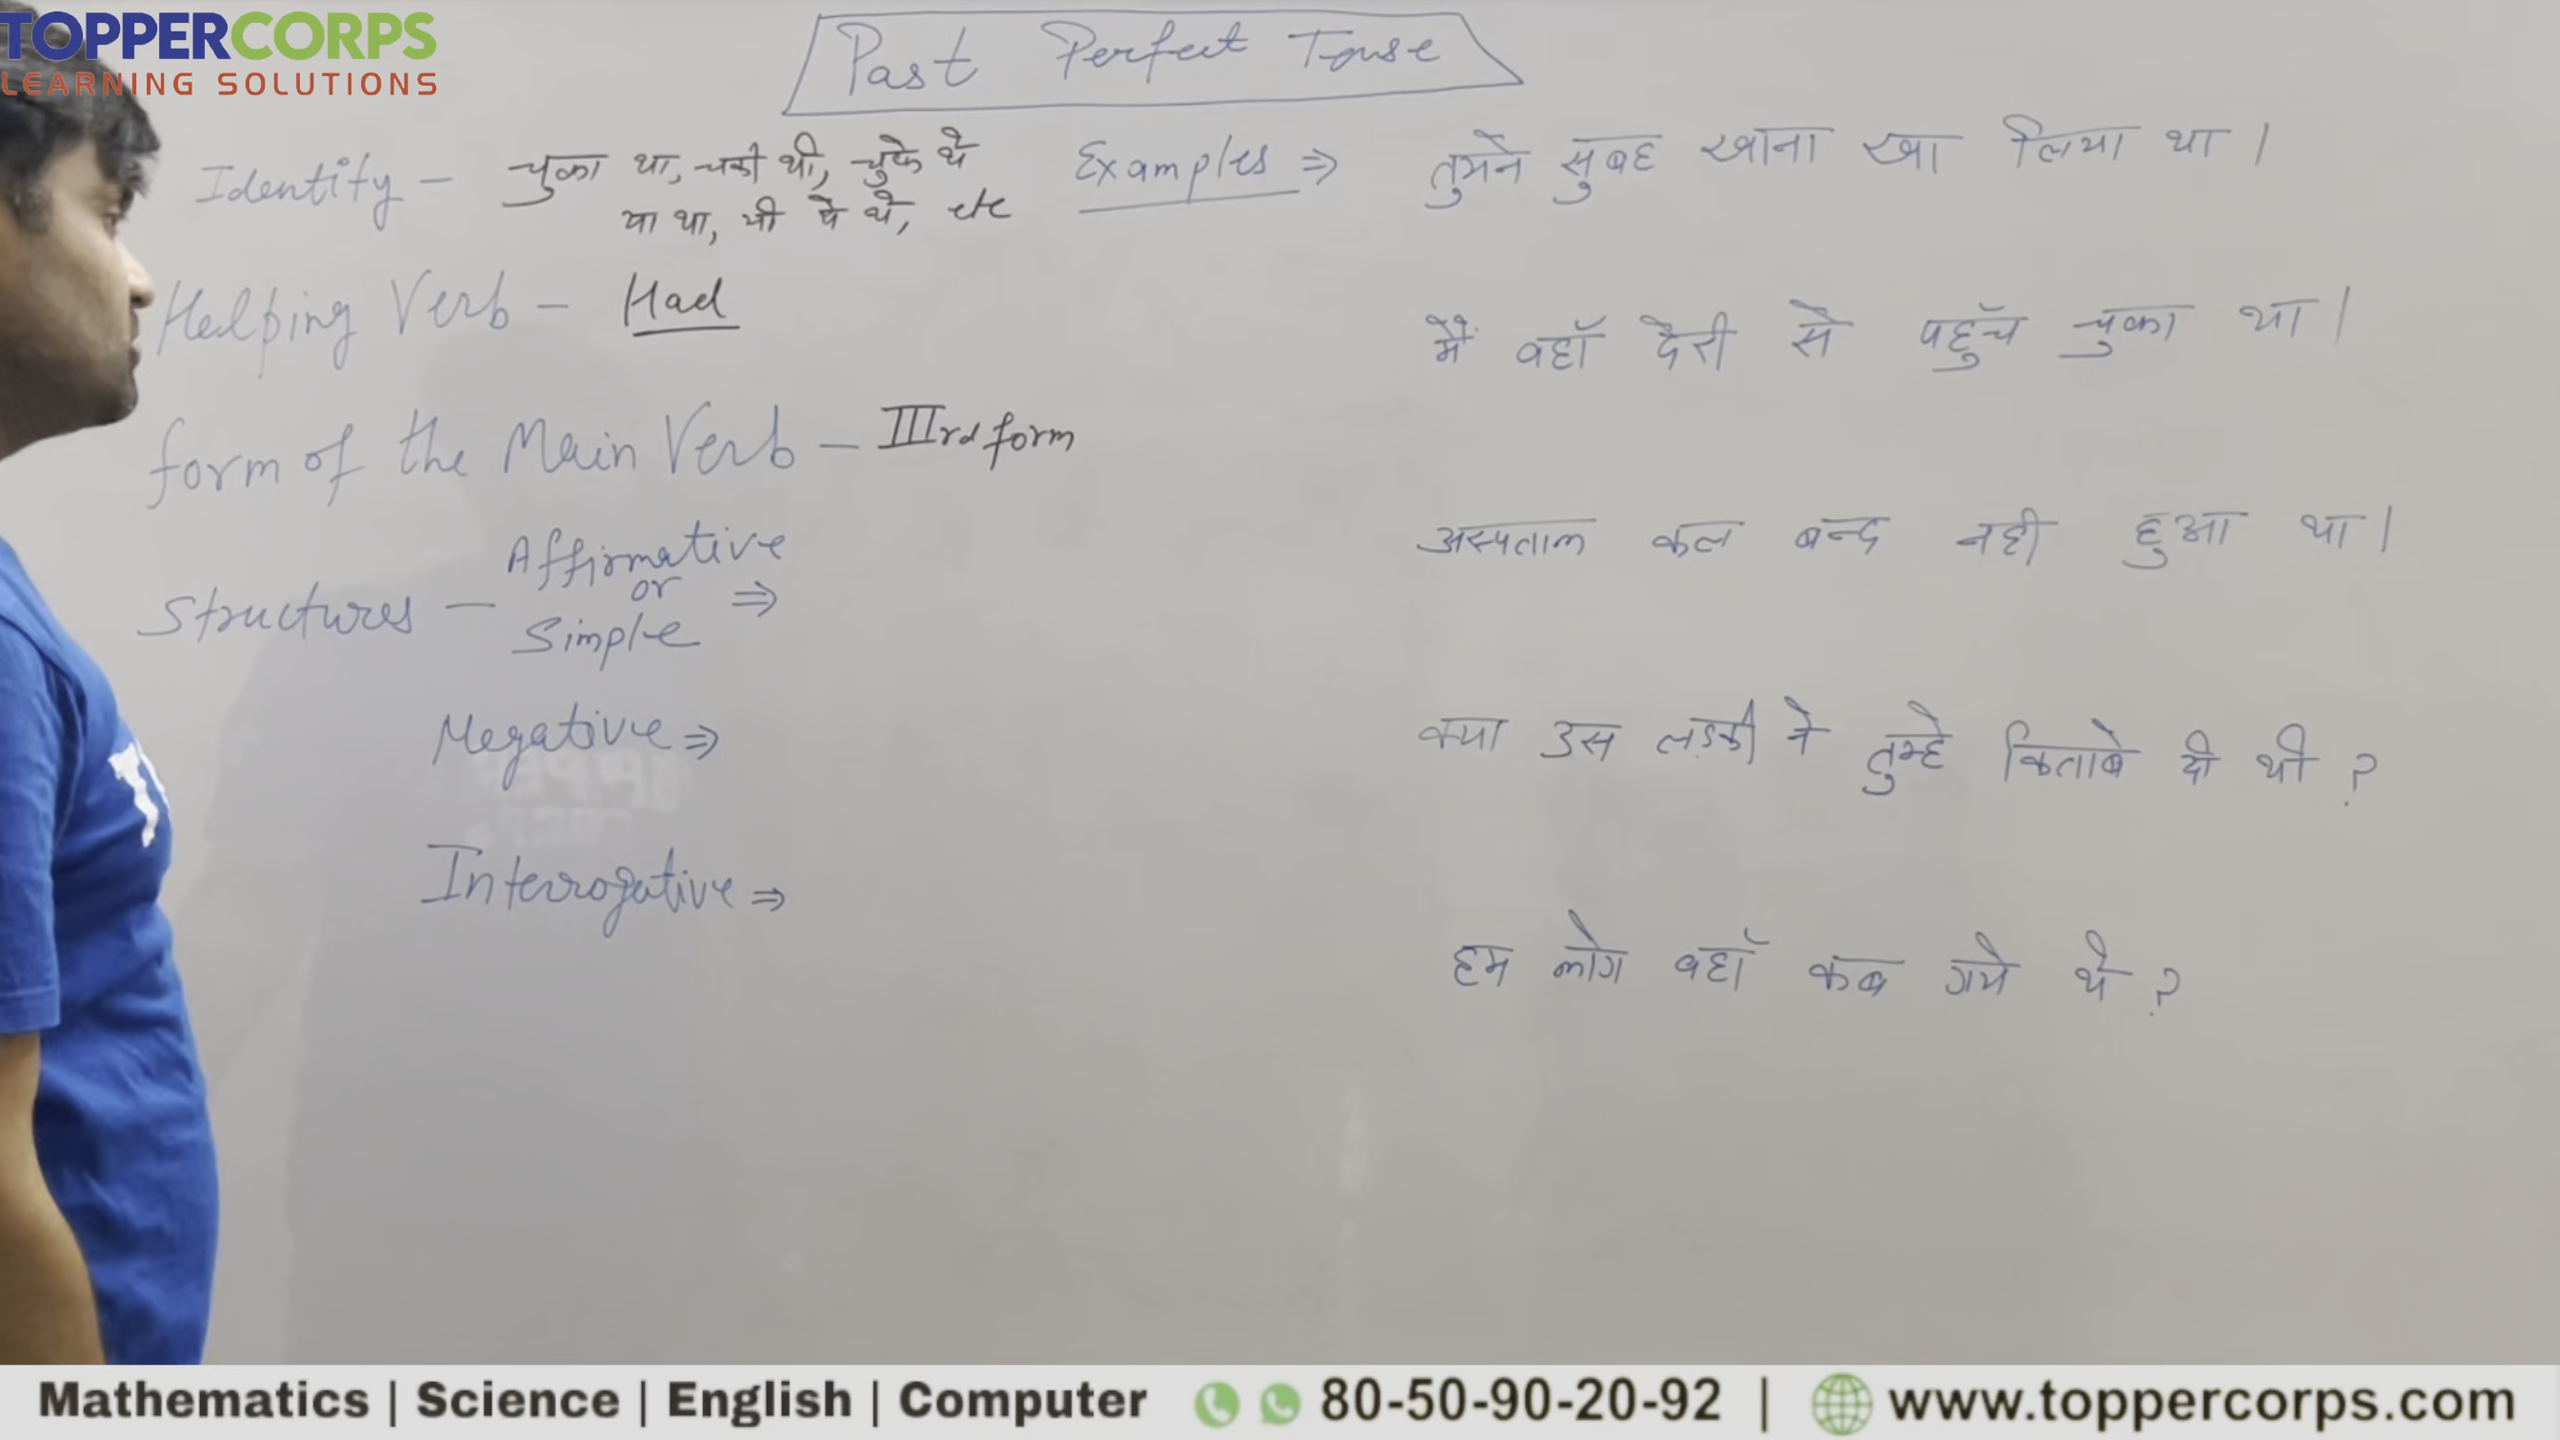 TOPPERCORPS
LEARNING SOLUTIONS
Past Perfect Tense
Identify – चुका था, चुकी थी, चुके थे
या था, यी ये थे, etc
Helping Verb – Had
form of the Main Verb – IIIrd form
Structures – Affirmative
or ⇒
Simple
Negative ⇒
Interrogative ⇒
Examples ⇒ तुमने सुबह खाना खा लिया था।
मैं वहाँ देरी से पहुँच चुका था।
अस्पताल कल बन्द नही हुआ था।
क्या उस लड़की ने तुम्हे किताबे दी थी ?
हम लोग वहाँ कब गये थे ?
Mathematics | Science | English | Computer 80-50-90-20-92 | www.toppercorps.com